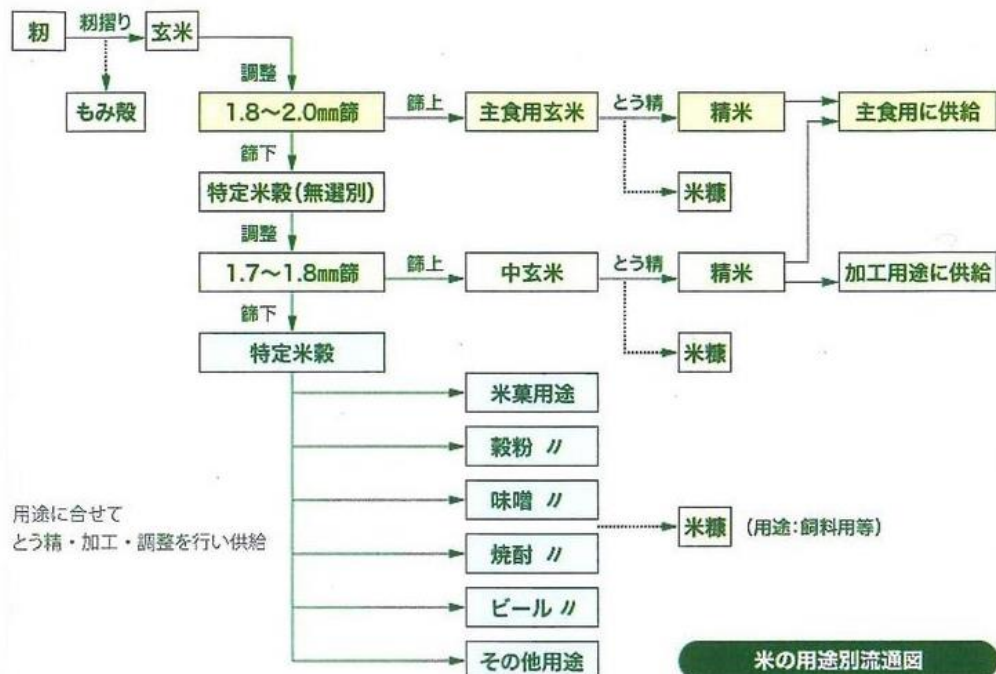 籾
籾摺り
玄米
もみ殻
調整
1.8〜2.0㎜篩
篩上
主食用玄米
とう精
精米
主食用に供給
米糠
篩下
特定米穀(無選別)
調整
1.7〜1.8㎜篩
篩上
中玄米
とう精
精米
加工用途に供給
米糠
篩下
特定米穀
米菓用途
穀粉 〃
味噌 〃
焼酎 〃
ビール 〃
その他用途
米糠 (用途:飼料用等)
用途に合せて
とう精・加工・調整を行い供給
米の用途別流通図